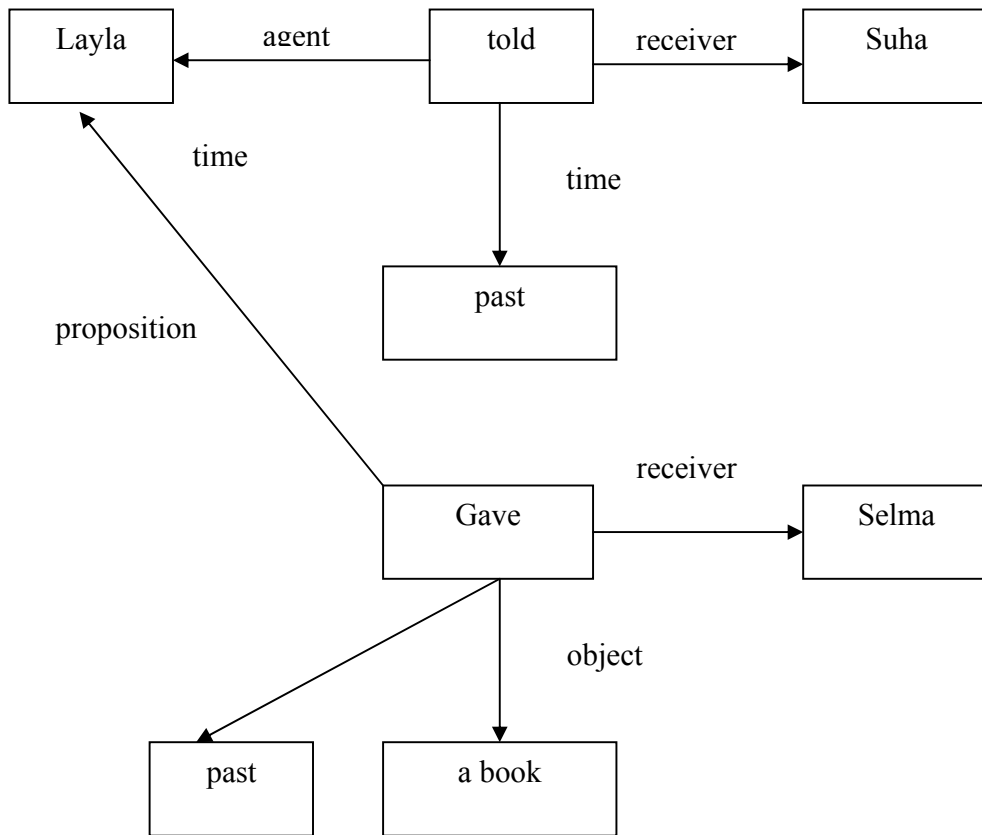 Layla
agent
told
receiver
Suha
time
time
past
proposition
receiver
Gave
Selma
object
past
a book